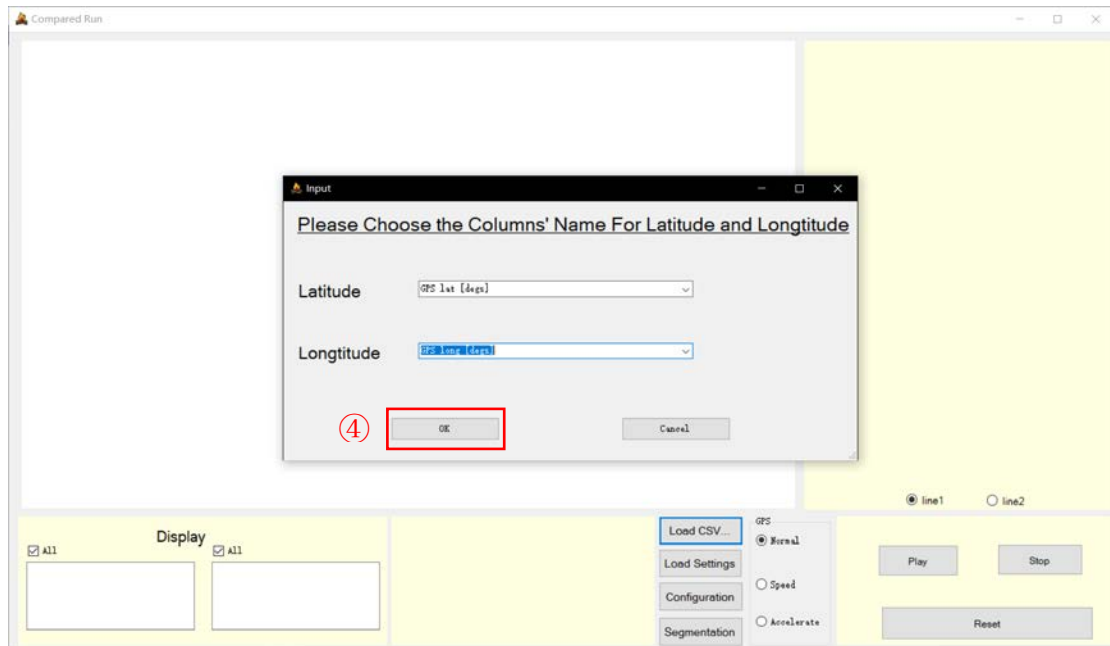 Compared Run
Input
Please Choose the Columns' Name For Latitude and Longtitude
Latitude
GPS lat [degs]
Longtitude
GPS long [degs]
④
OK
Cancel
line1
line2
Display
All
All
Load CSV...
Load Settings
Configuration
Segmentation
GPS
Normal
Speed
Accelerate
Play
Stop
Reset